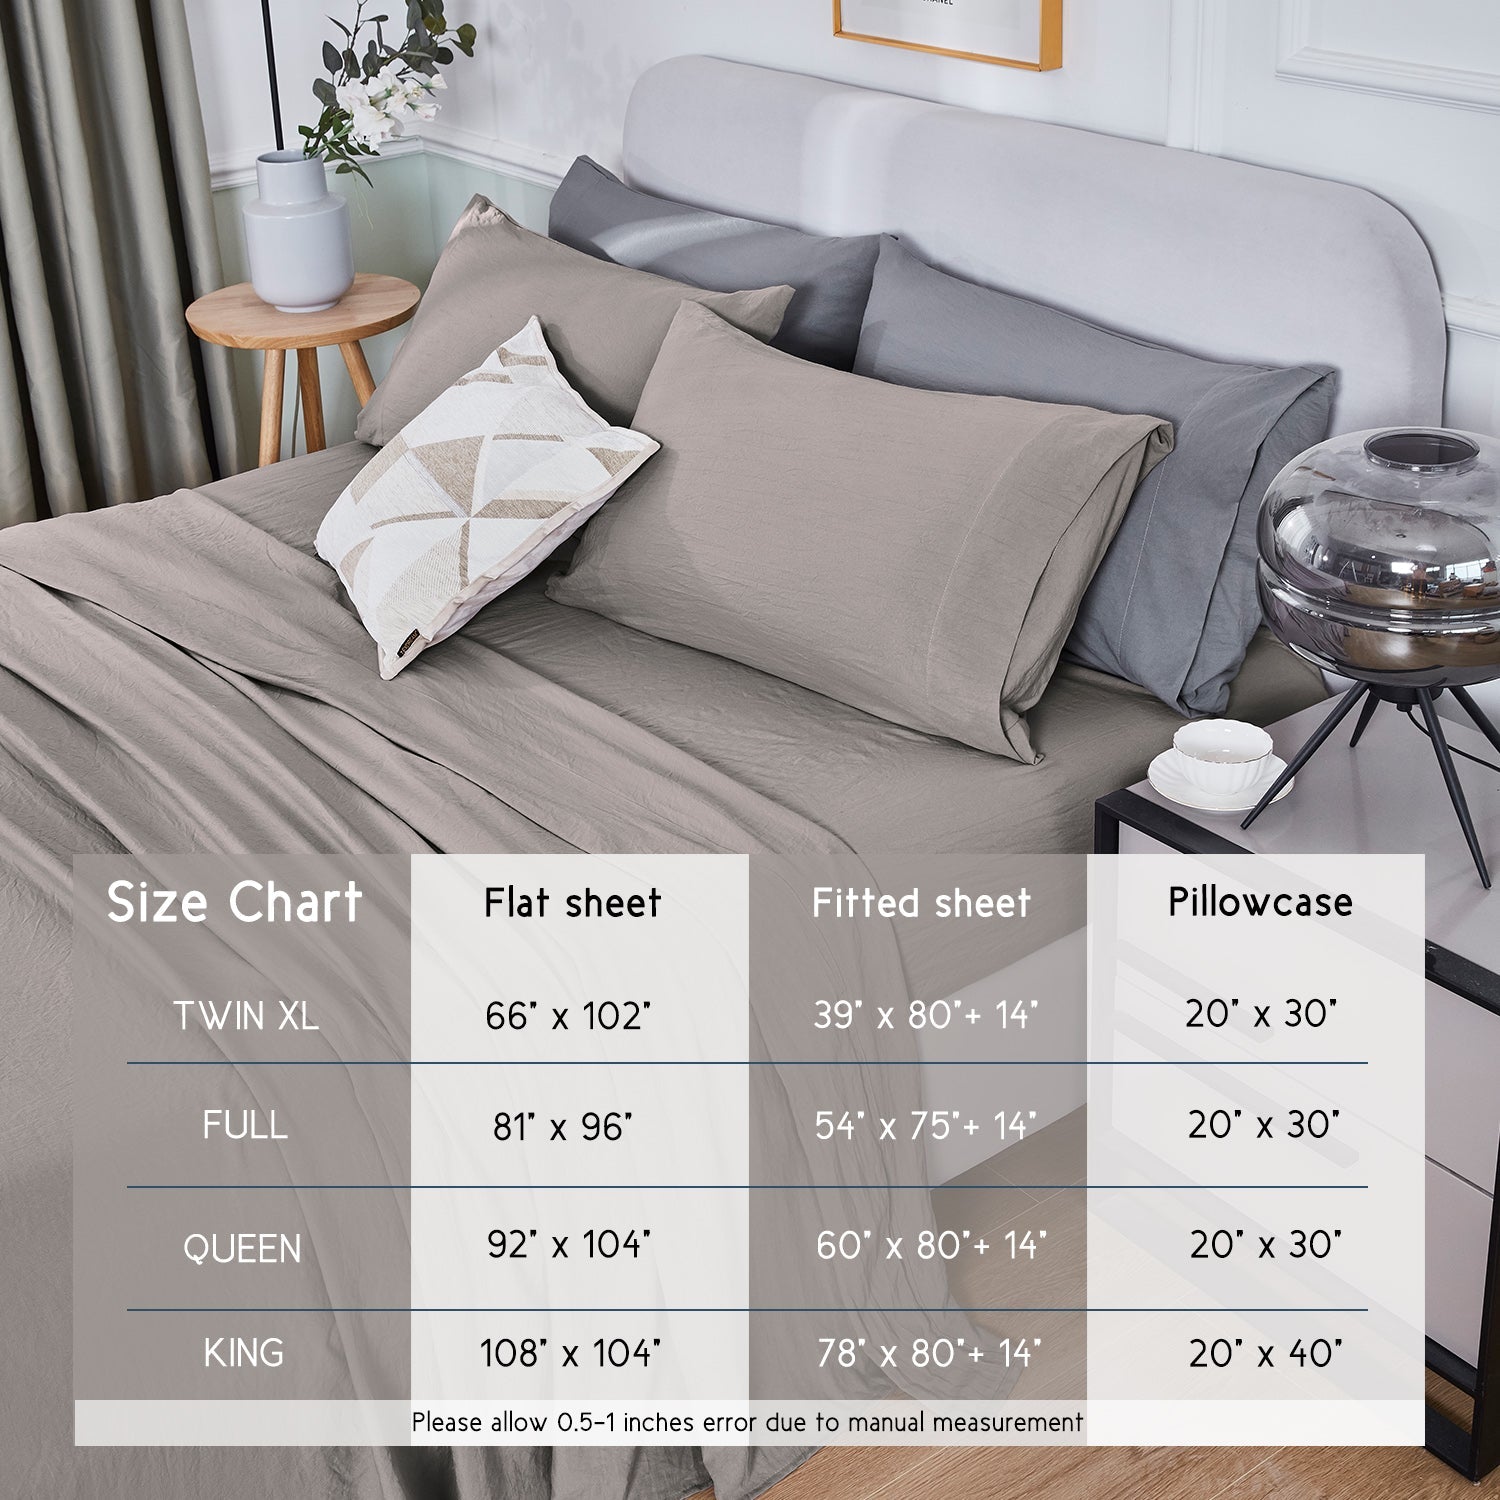 Size Chart Flat sheet Fitted sheet Pillowcase
TWIN XL 66" x 102" 39" x 80"+ 14" 20" x 30"
FULL 81" x 96" 54" x 75"+ 14" 20" x 30"
QUEEN 92" x 104" 60" x 80"+ 14" 20" x 30"
KING 108" x 104" 78" x 80"+ 14" 20" x 40"
Please allow 0.5-1 inches error due to manual measurement